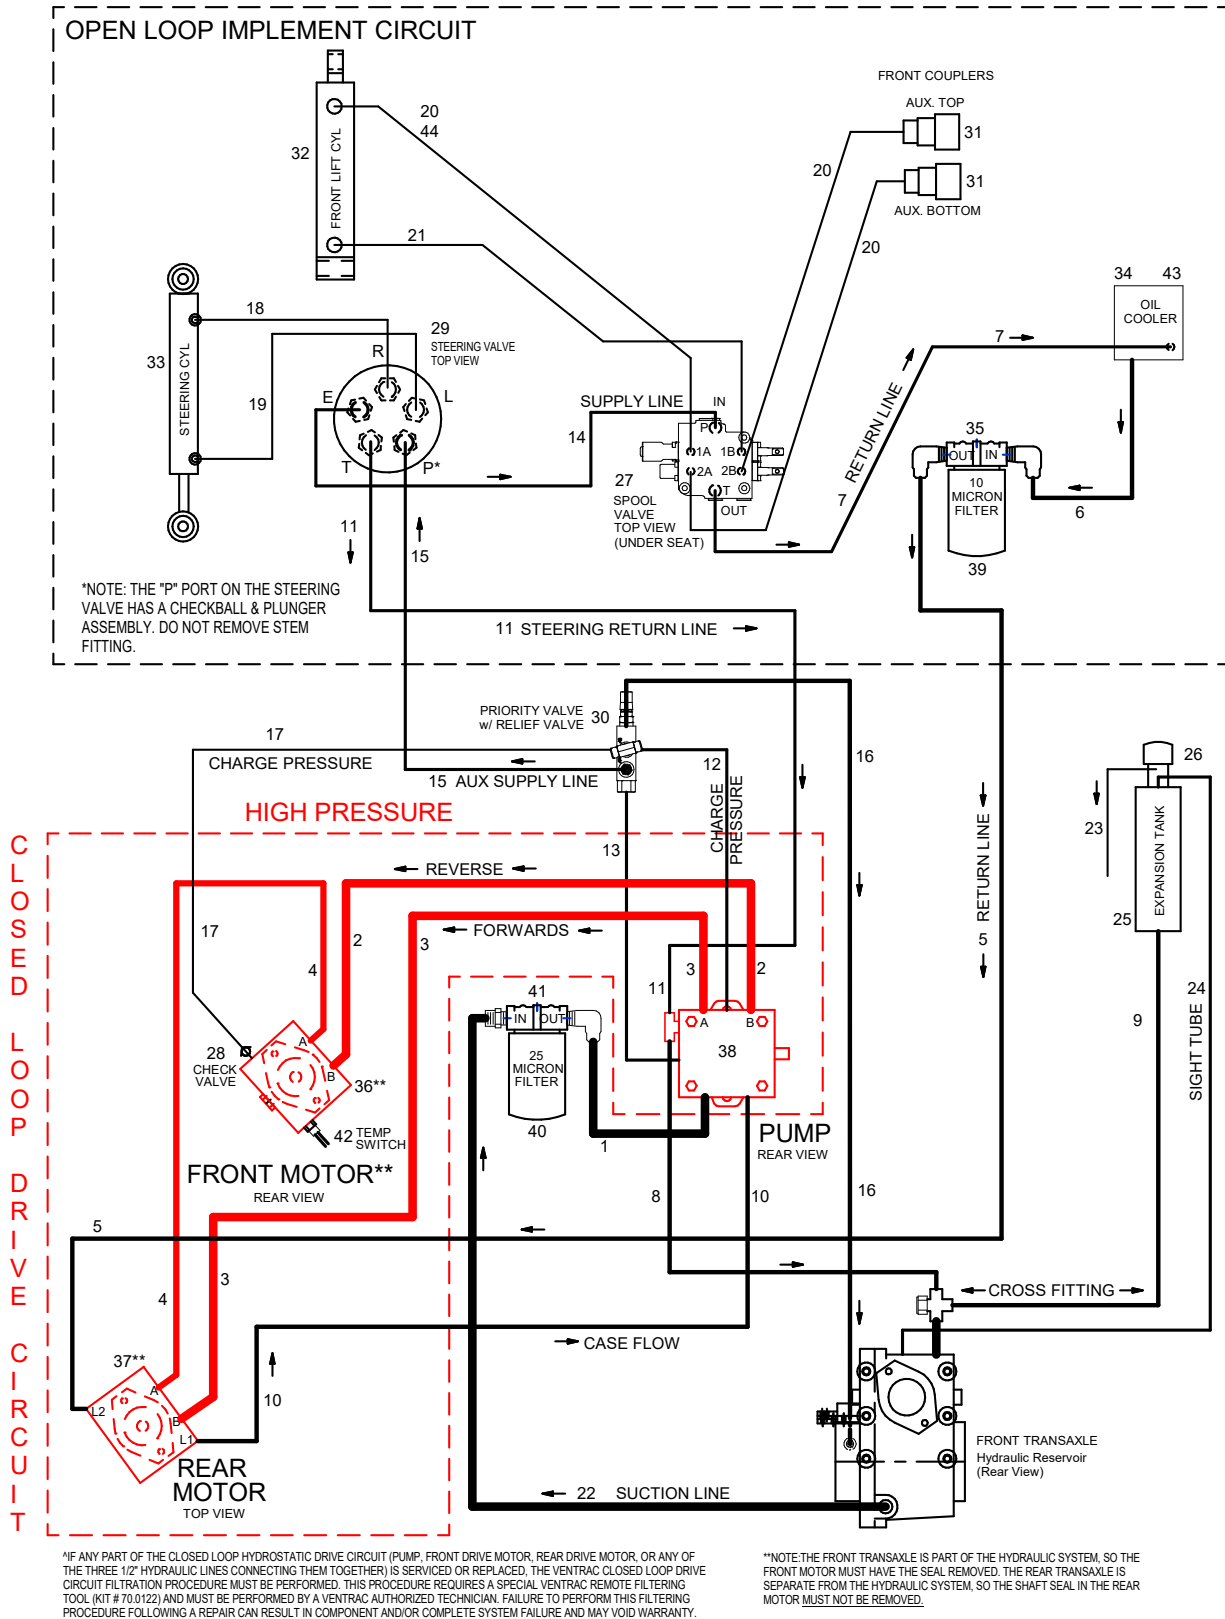 OPEN LOOP IMPLEMENT CIRCUIT
FRONT COUPLERS
AUX. TOP
31
20
44
32
FRONT LIFT CYL
20
31
AUX. BOTTOM
21
20
34 43
OIL
COOLER
18
29
STEERING VALVE
TOP VIEW
33
STEERING CYL
R
E
L
T
P*
19
7
RETURN LINE
7
SUPPLY LINE
IN
14
P
1A 1B
2A 2B
T
OUT
27
SPOOL
VALVE
TOP VIEW
(UNDER SEAT)
35
OUT IN
10
MICRON
FILTER
39
6
11
15
*NOTE: THE "P" PORT ON THE STEERING
VALVE HAS A CHECKBALL & PLUNGER
ASSEMBLY. DO NOT REMOVE STEM
FITTING.
11 STEERING RETURN LINE
PRIORITY VALVE
w/ RELIEF VALVE
30
17
CHARGE PRESSURE
15 AUX SUPPLY LINE
12
CHARGE
PRESSURE
16
26
23
EXPANSION TANK
25
HIGH PRESSURE
13
CLOSED LOOP DRIVE CIRCUIT
REVERSE
FORWARDS
17
2
3
4
RETURN LINE
5
11
3
2
24
SIGHT TUBE
9
41
IN OUT
25
MICRON
FILTER
40
A
B
38
28
CHECK
VALVE
A
B
36**
42 TEMP
SWITCH
1
PUMP
REAR VIEW
FRONT MOTOR**
REAR VIEW
8
10
16
5
3
4
CROSS FITTING
CASE FLOW
37**
A
B
L2
L1
10
REAR
MOTOR
TOP VIEW
FRONT TRANSAXLE
Hydraulic Reservoir
(Rear View)
22 SUCTION LINE
^IF ANY PART OF THE CLOSED LOOP HYDROSTATIC DRIVE CIRCUIT (PUMP, FRONT DRIVE MOTOR, REAR DRIVE MOTOR, OR ANY OF
THE THREE 1/2" HYDRAULIC LINES CONNECTING THEM TOGETHER) IS SERVICED OR REPLACED, THE VENTRAC CLOSED LOOP DRIVE
CIRCUIT FILTRATION PROCEDURE MUST BE PERFORMED. THIS PROCEDURE REQUIRES A SPECIAL VENTRAC REMOTE FILTERING
TOOL (KIT # 70.0122) AND MUST BE PERFORMED BY A VENTRAC AUTHORIZED TECHNICIAN. FAILURE TO PERFORM THIS FILTERING
PROCEDURE FOLLOWING A REPAIR CAN RESULT IN COMPONENT AND/OR COMPLETE SYSTEM FAILURE AND MAY VOID WARRANTY.
**NOTE:THE FRONT TRANSAXLE IS PART OF THE HYDRAULIC SYSTEM, SO THE
FRONT MOTOR MUST HAVE THE SEAL REMOVED. THE REAR TRANSAXLE IS
SEPARATE FROM THE HYDRAULIC SYSTEM, SO THE SHAFT SEAL IN THE REAR
MOTOR MUST NOT BE REMOVED.